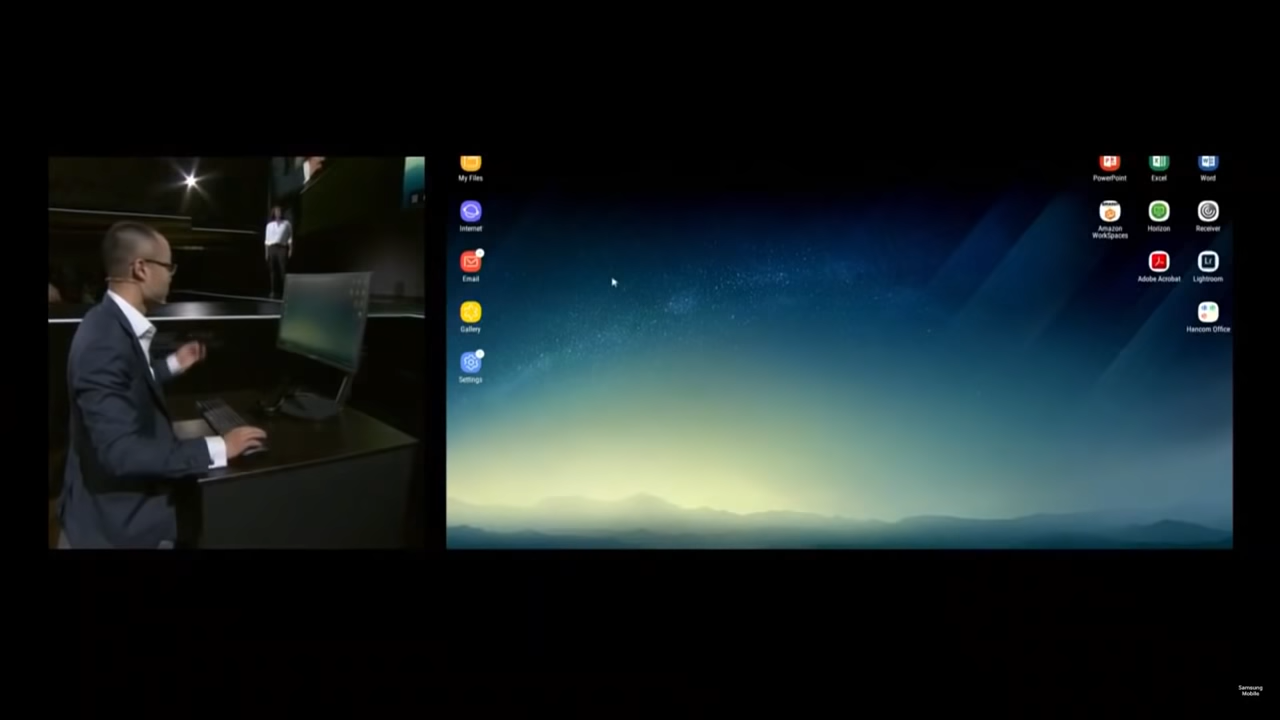 My Files
Internet
Email
Gallery
Settings
PowerPoint
Excel
Word
Amazon
WorkSpaces
Horizon
Receiver
Adobe Acrobat
Lightroom
Lr
Hancom Office
Samsung
Mobile